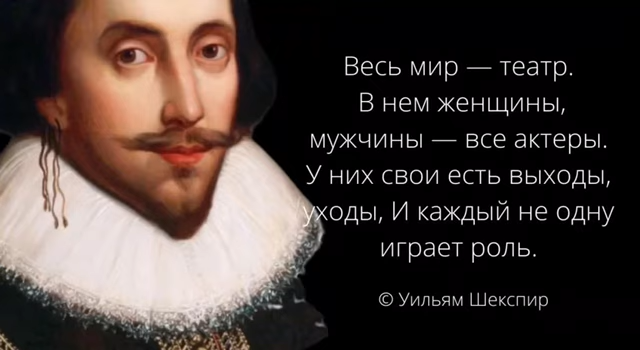 Весь мир — театр.
В нем женщины,
мужчины — все актеры.
У них свои есть выходы,
уходы, И каждый не одну
играет роль.
© Уильям Шекспир